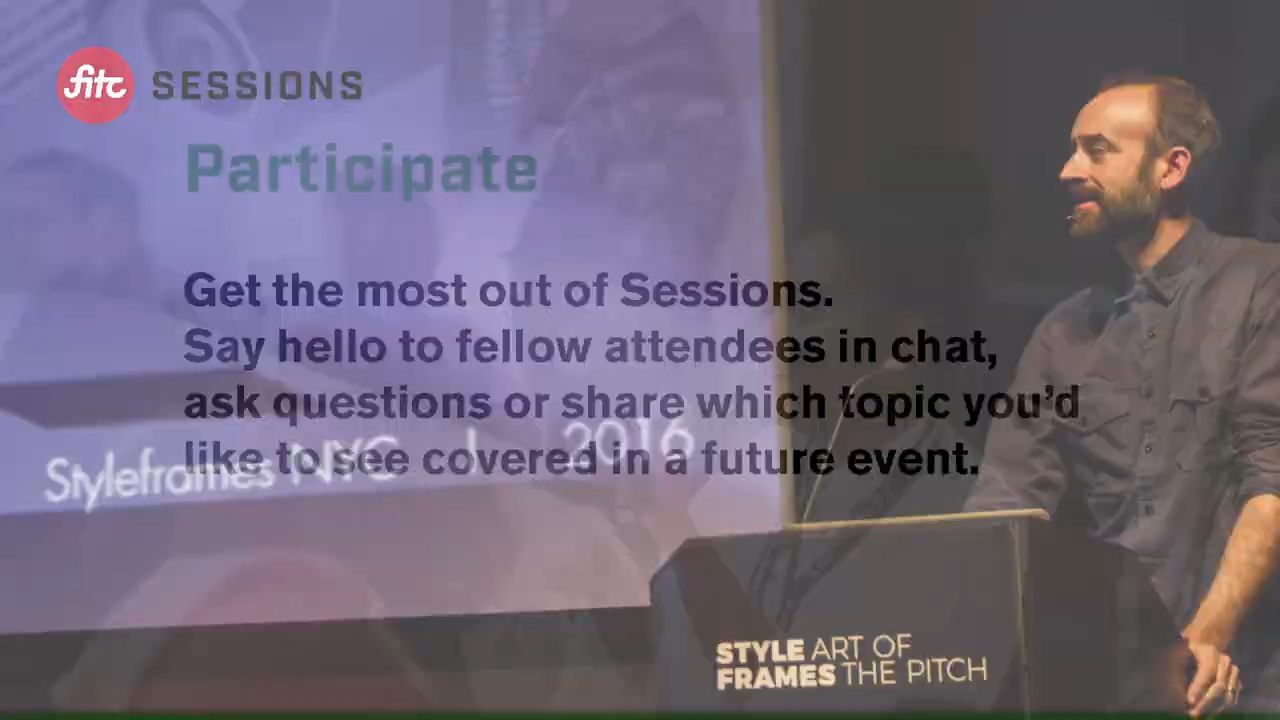 fitc SESSIONS
Participate
Get the most out of Sessions.
Say hello to fellow attendees in chat,
ask questions or share which topic you’d
like to see covered in a future event.
Styleframes NYC | 2016
STYLE ART OF
FRAMES THE PITCH